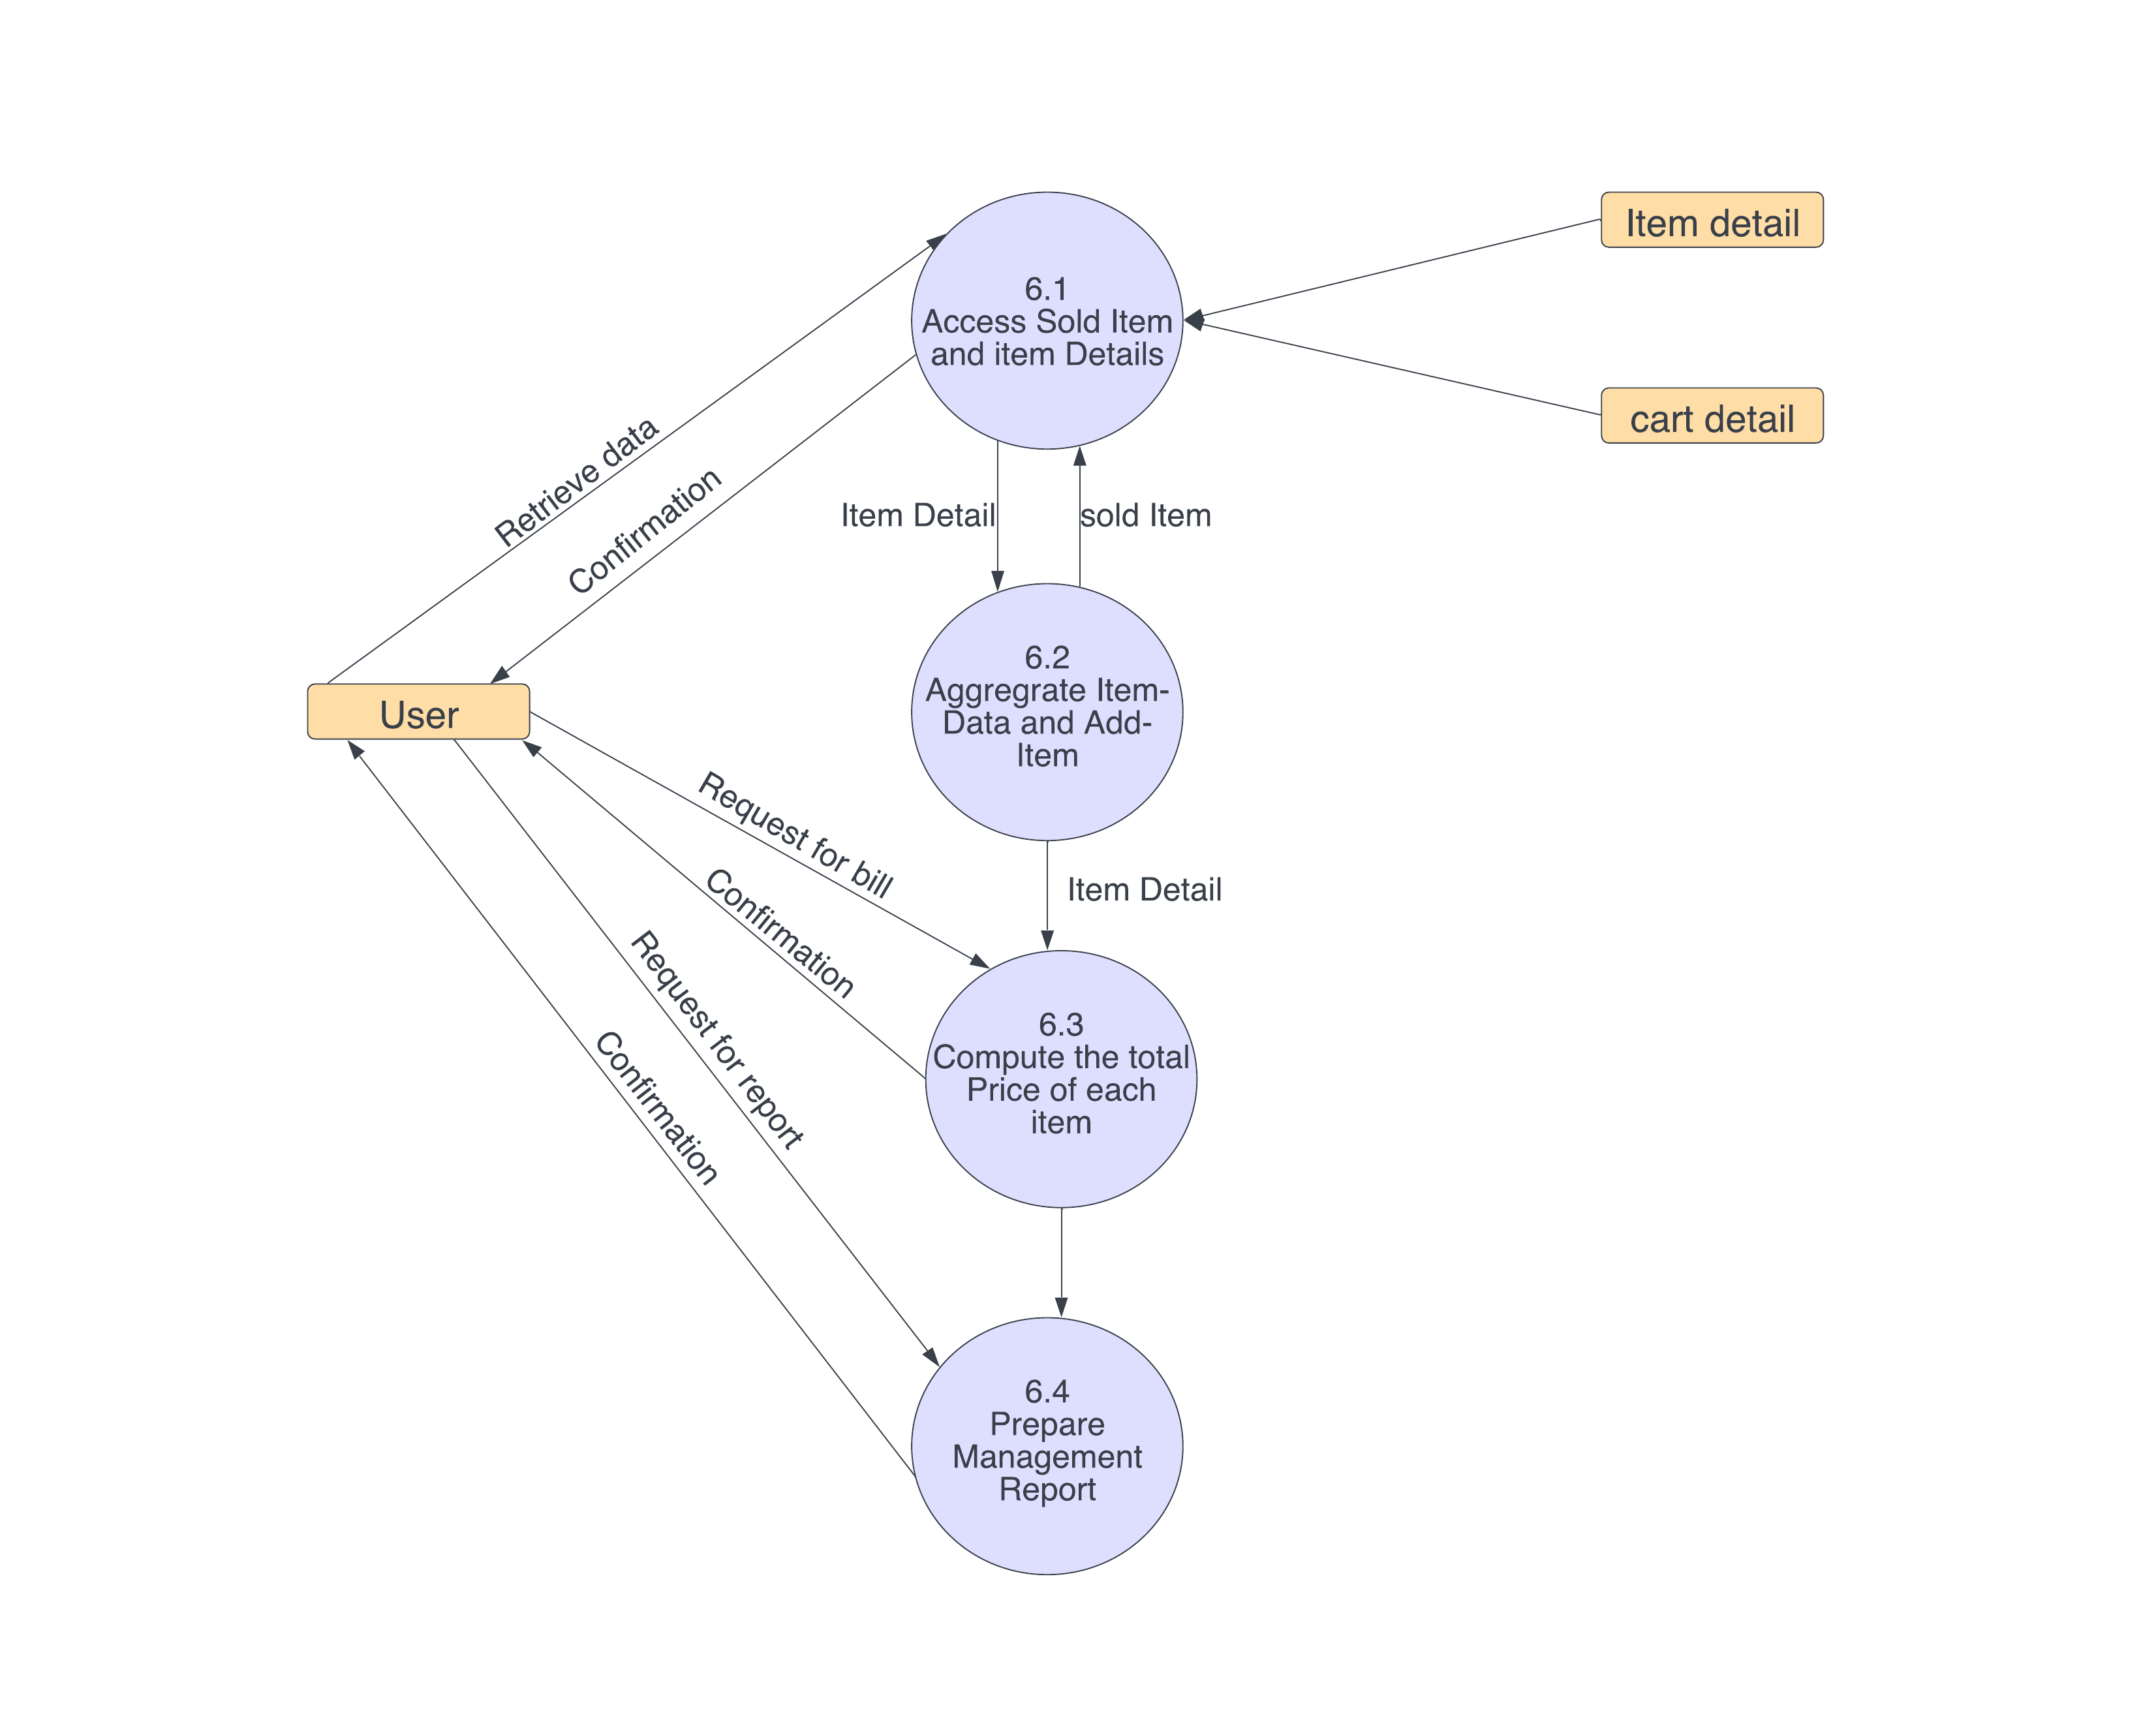 6.1
Access Sold Item
and item Details
Item detail
cart detail
Retrieve data
Confirmation
Item Detail
sold Item
User
6.2
Aggregrate Item-
Data and Add-
Item
Request for bill
Confirmation
Item Detail
Request for report
Confirmation
6.3
Compute the total
Price of each
item
6.4
Prepare
Management
Report